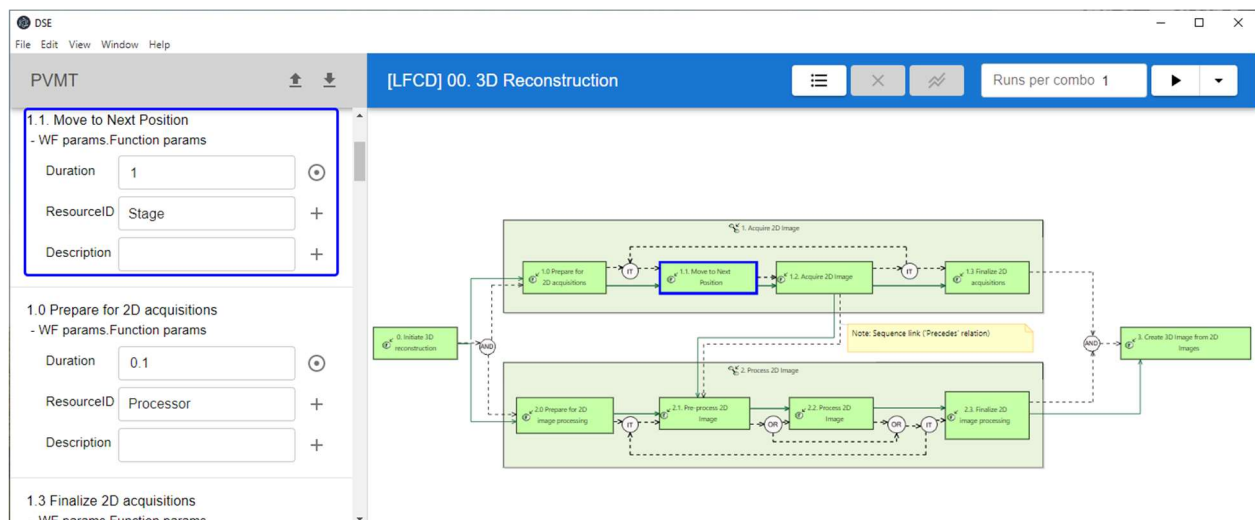 DSE
File Edit View Window Help
PVMT
[LFCD] 00. 3D Reconstruction
Runs per combo 1
1.1. Move to Next Position
- WF params.Function params
Duration 1
ResourceID Stage
Description
1.0 Prepare for 2D acquisitions
- WF params.Function params
Duration 0.1
ResourceID Processor
Description
1.3 Finalize 2D acquisitions
- WF params.Function params
1. Acquire 2D Image
1.0 Prepare for
2D acquisitions
IT
1.1. Move to Next
Position
1.2. Acquire 2D Image
IT
1.3 Finalize 2D
acquisitions
0. Initiate 3D
reconstruction
AND
Note: Sequence link ('Precedes' relation)
AND
3. Create 3D Image from 2D
Images
2. Process 2D Image
2.0 Prepare for 2D
image processing
IT
2.1. Pre-process 2D
Image
OR
2.2. Process 2D
Image
OR
IT
2.3. Finalize 2D
image processing